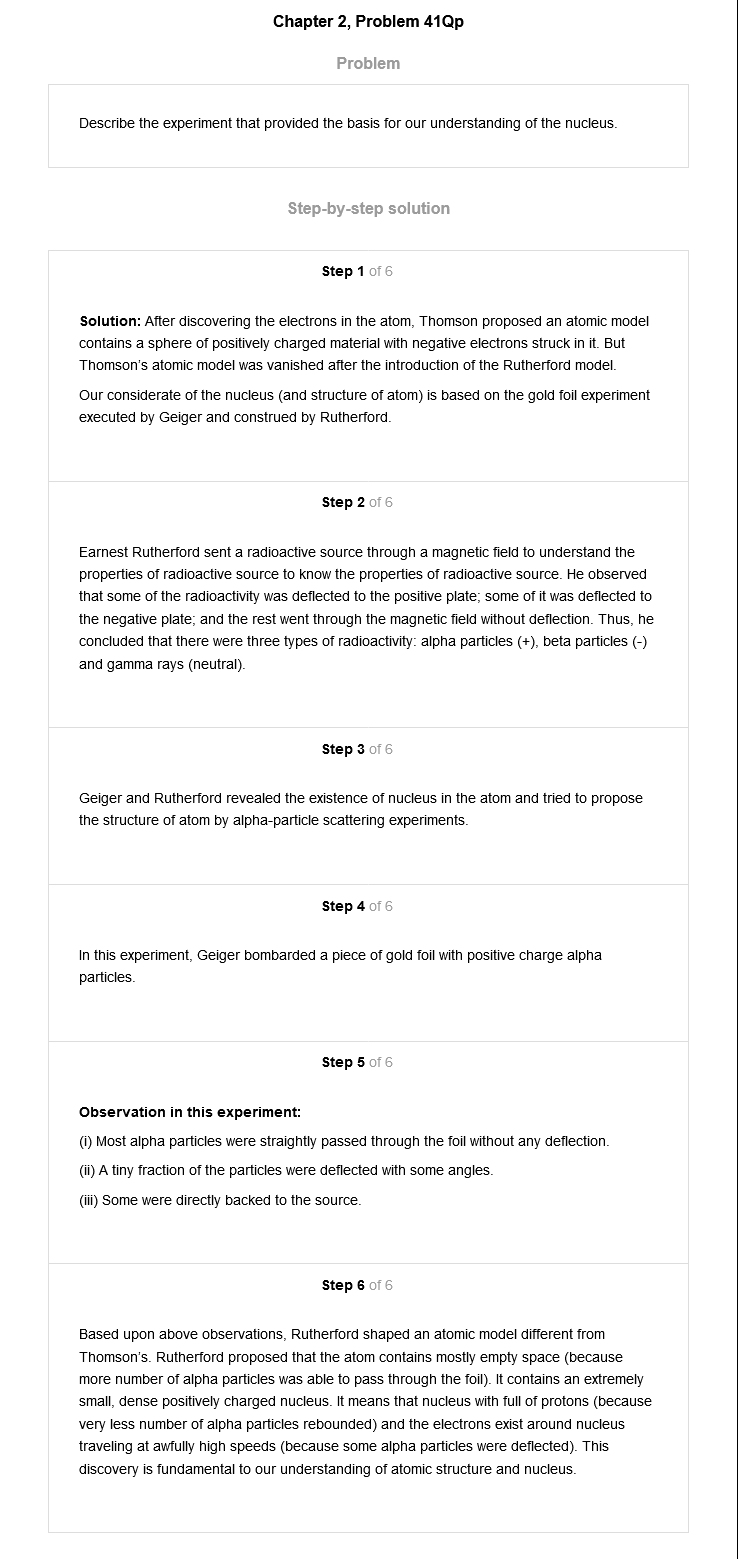 Chapter 2, Problem 41Qp
Problem
Describe the experiment that provided the basis for our understanding of the nucleus.
Step-by-step solution
Step 1 of 6
Solution: After discovering the electrons in the atom, Thomson proposed an atomic model
contains a sphere of positively charged material with negative electrons struck in it. But
Thomson's atomic model was vanished after the introduction of the Rutherford model.
Our considerate of the nucleus (and structure of atom) is based on the gold foil experiment
executed by Geiger and construed by Rutherford.
Step 2 of 6
Earnest Rutherford sent a radioactive source through a magnetic field to understand the
properties of radioactive source to know the properties of radioactive source. He observed
that some of the radioactivity was deflected to the positive plate; some of it was deflected to
the negative plate; and the rest went through the magnetic field without deflection. Thus, he
concluded that there were three types of radioactivity: alpha particles (+), beta particles (-)
and gamma rays (neutral).
Step 3 of 6
Geiger and Rutherford revealed the existence of nucleus in the atom and tried to propose
the structure of atom by alpha-particle scattering experiments.
Step 4 of 6
In this experiment, Geiger bombarded a piece of gold foil with positive charge alpha
particles.
Step 5 of 6
Observation in this experiment:
(i) Most alpha particles were straightly passed through the foil without any deflection.
(ii) A tiny fraction of the particles were deflected with some angles.
(iii) Some were directly backed to the source.
Step 6 of 6
Based upon above observations, Rutherford shaped an atomic model different from
Thomson's. Rutherford proposed that the atom contains mostly empty space (because
more number of alpha particles was able to pass through the foil). It contains an extremely
small, dense positively charged nucleus. It means that nucleus with full of protons (because
very less number of alpha particles rebounded) and the electrons exist around nucleus
traveling at awfully high speeds (because some alpha particles were deflected). This
discovery is fundamental to our understanding of atomic structure and nucleus.